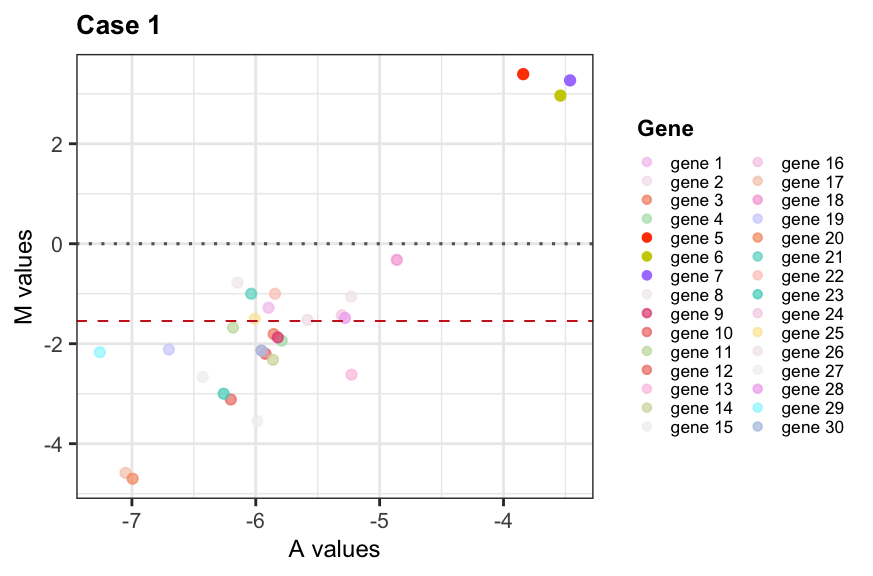 Case 1
M values
2
0
-2
-4
-7
-6
-5
-4
A values
Gene
gene 1
gene 2
gene 3
gene 4
gene 5
gene 6
gene 7
gene 8
gene 9
gene 10
gene 11
gene 12
gene 13
gene 14
gene 15
gene 16
gene 17
gene 18
gene 19
gene 20
gene 21
gene 22
gene 23
gene 24
gene 25
gene 26
gene 27
gene 28
gene 29
gene 30